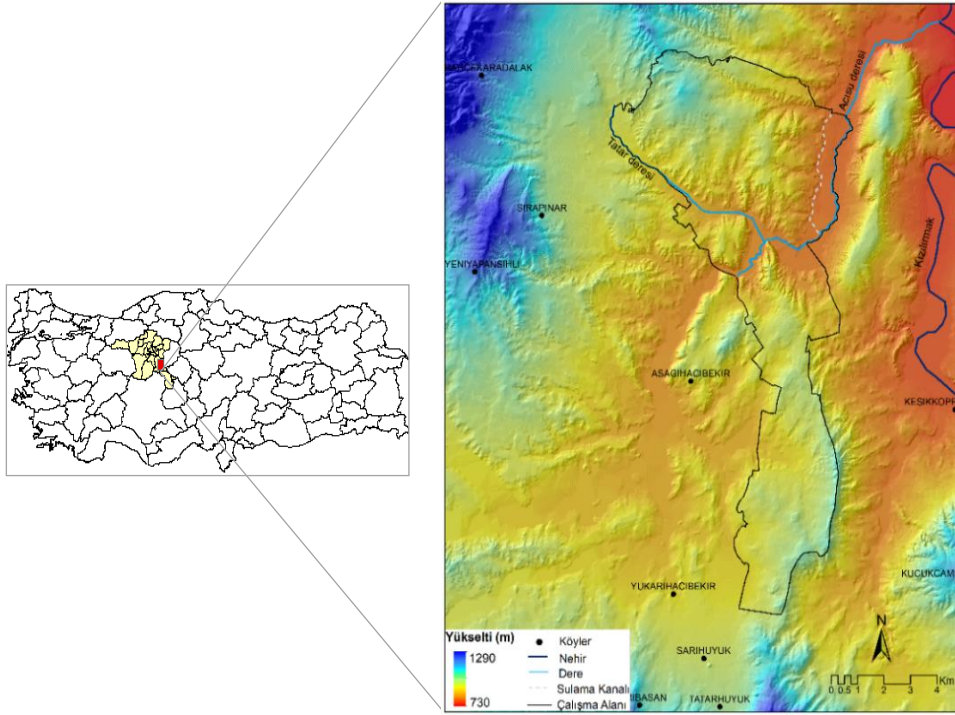 Acısu deresi
Tatar deresi
SIRAPINAR
YENIYAPANSIHLI
Kızılırmak
ASAGIHACIBEKIR
KESIKKOPR
KUCUKCAM
YUKARIHACIBEKIR
SARIHUYUK
TATARHUYUK
N
0 0.5 1 2 3 4
Km
Yükselti (m)
1290
730
Köyler
Nehir
Dere
Sulama Kanalı
Çalışma Alanı